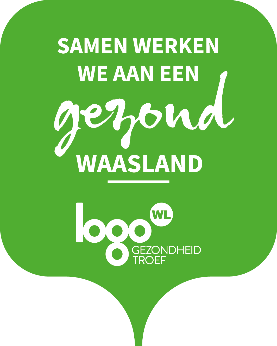 SAMEN WERKEN
WE AAN EEN
gezond
WAASLAND
logo WL
GEZONDHEID
TROEF